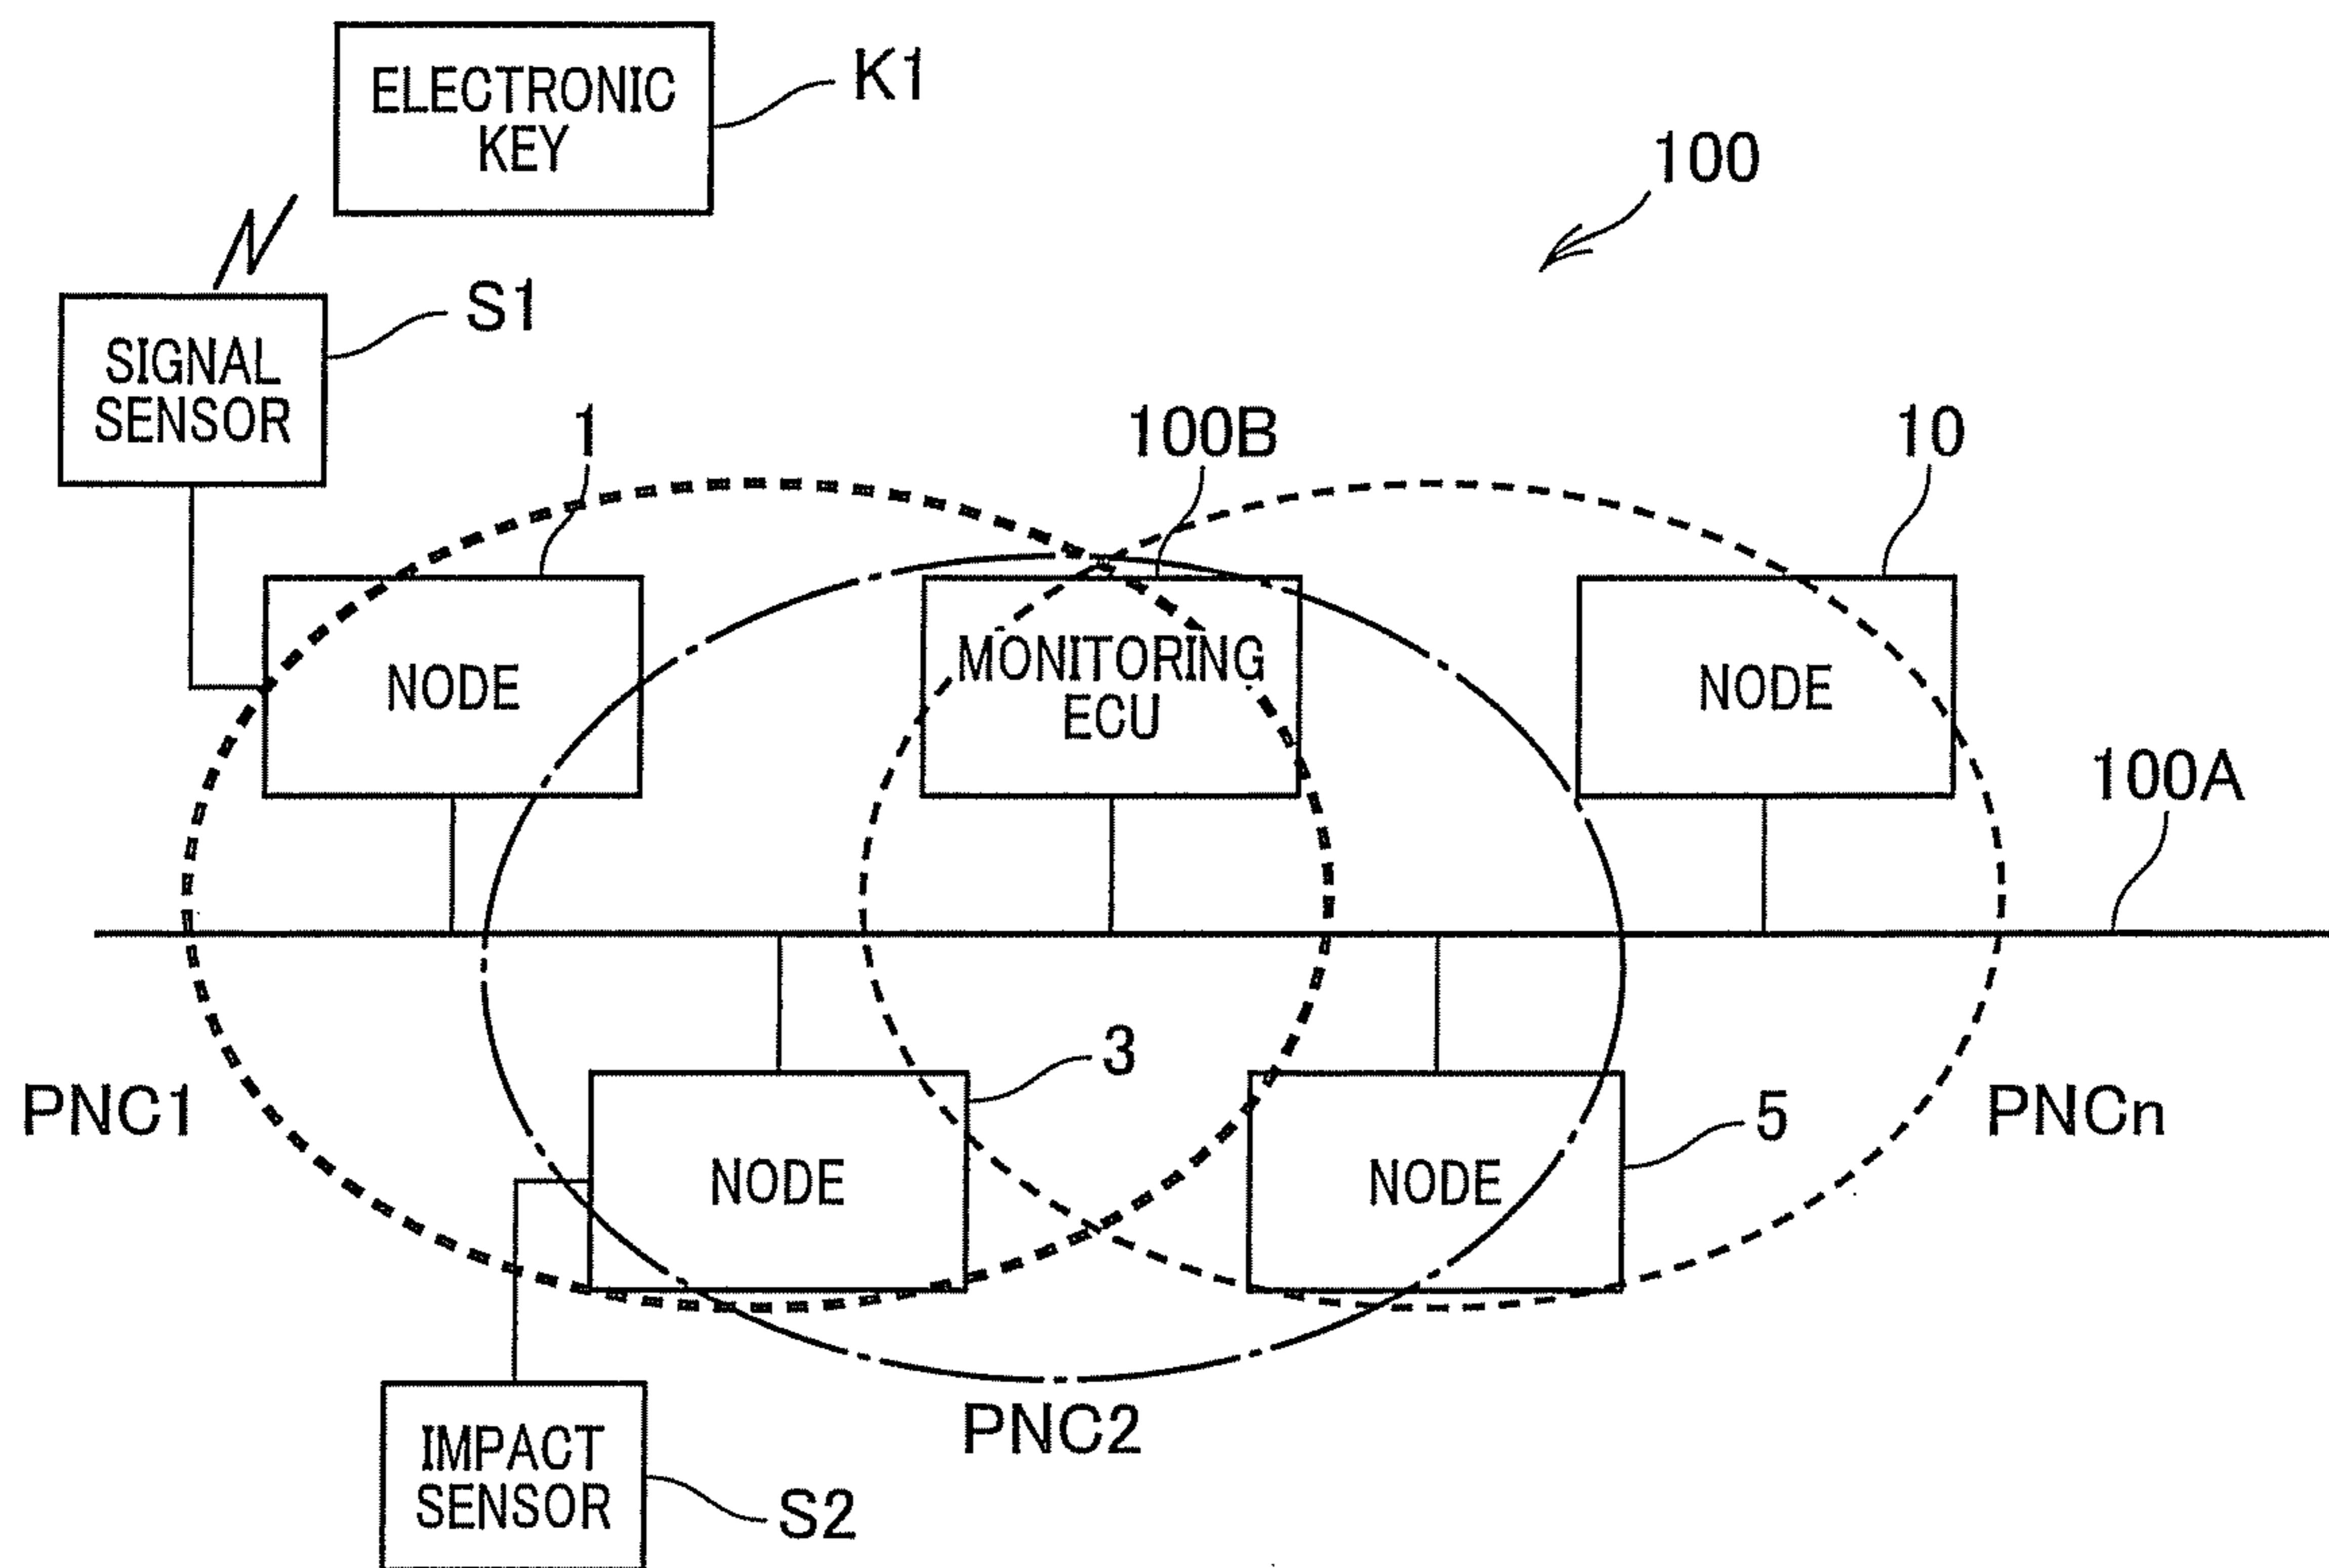 ELECTRONIC
KEY
K1
100
SIGNAL
SENSOR
S1
1
100B
10
NODE
MONITORING
ECU
NODE
100A
PNC1
3
5
PNCn
NODE
NODE
PNC2
IMPACT
SENSOR
S2